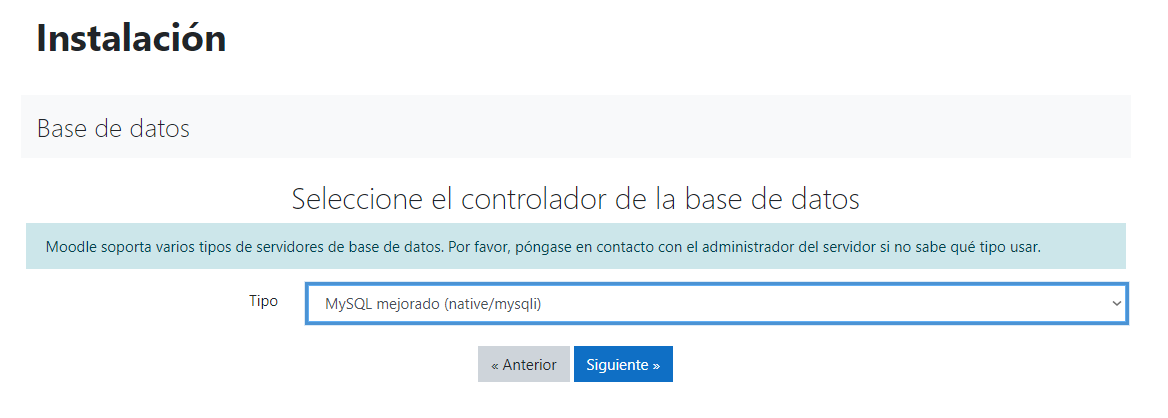 Instalación
Base de datos
Seleccione el controlador de la base de datos
Moodle soporta varios tipos de servidores de base de datos. Por favor, póngase en contacto con el administrador del servidor si no sabe qué tipo usar.
Tipo
MySQL mejorado (native/mysqli)
« Anterior
Siguiente »